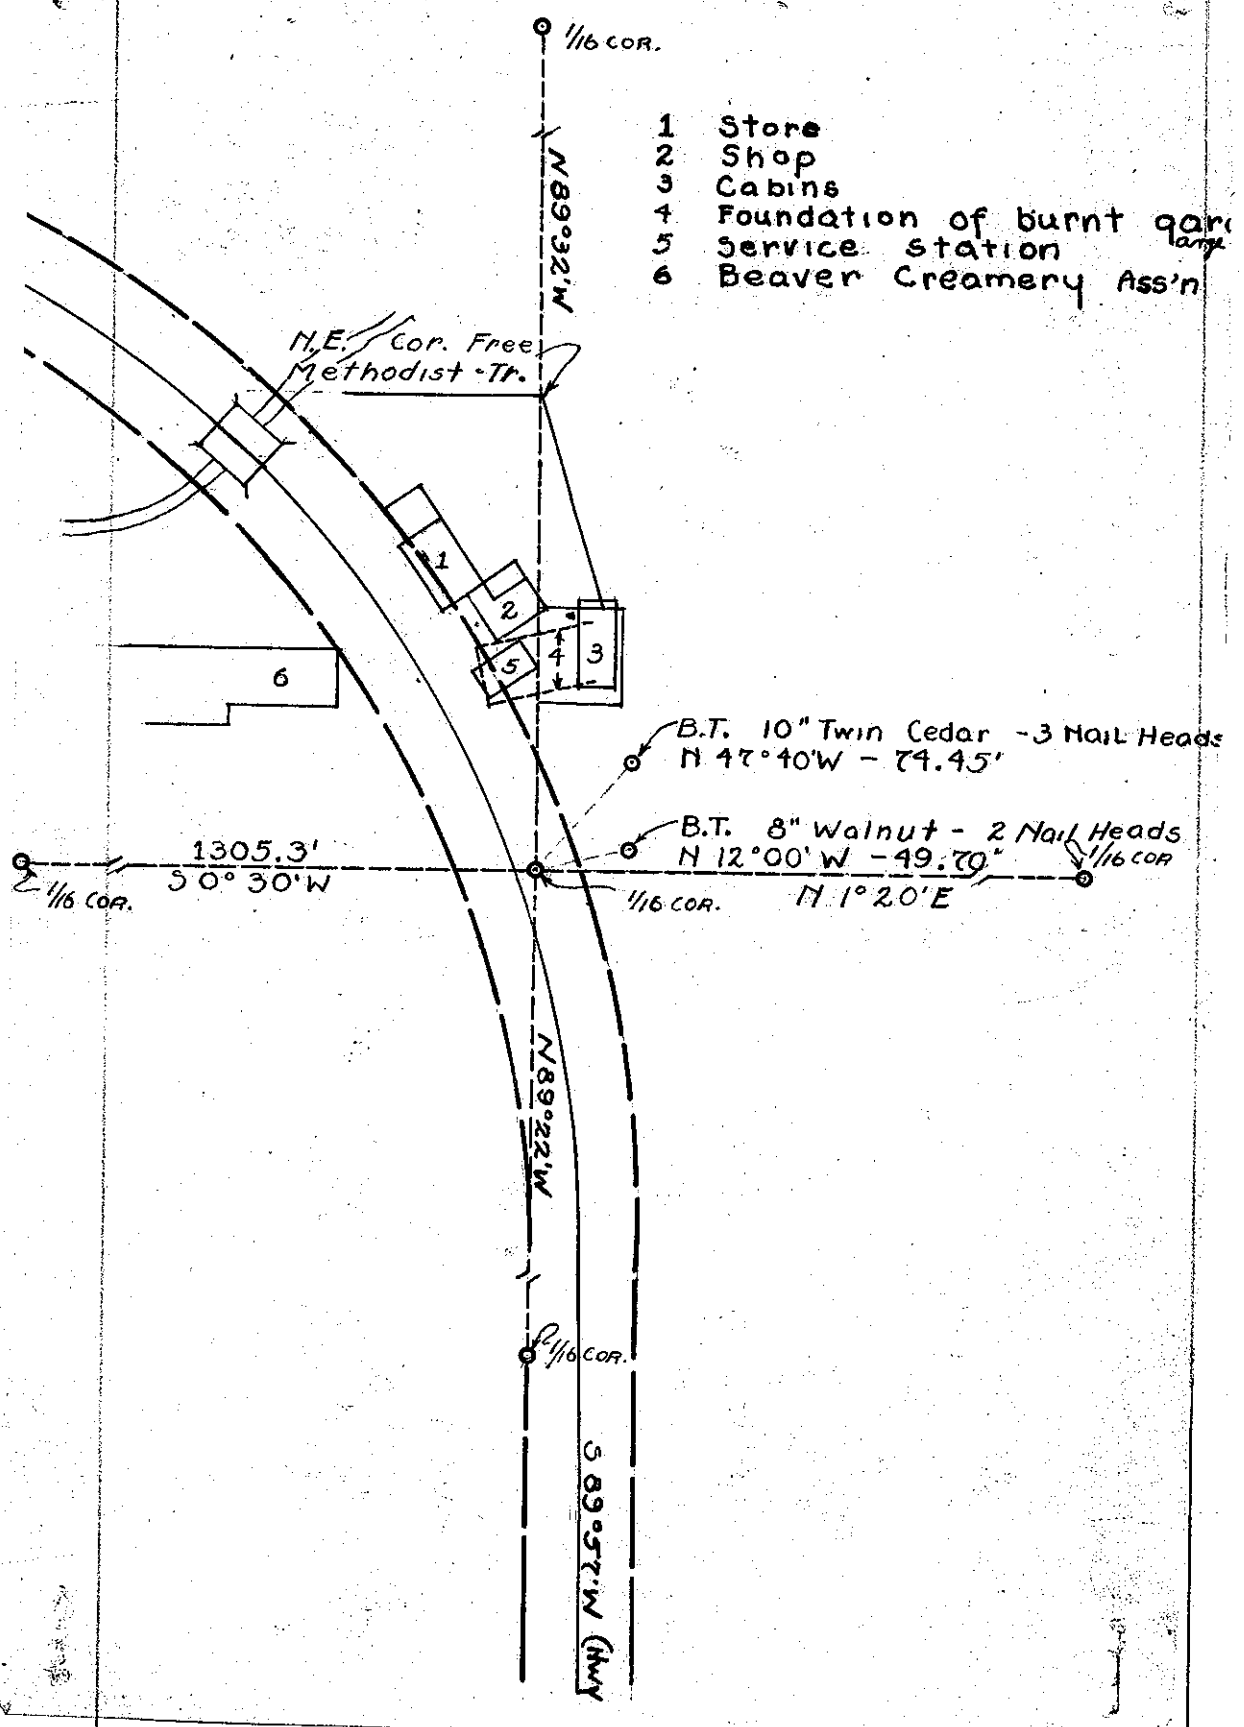 1/16 COR.
1 Store
2 Shop
3 Cabins
4 Foundation of burnt garage
5 Service station
6 Beaver Creamery Ass'n
N 89°32'W
N.E. Cor. Free
Methodist Tr.
1
2
3
4
5
6
B.T. 10" Twin Cedar - 3 Nail Heads
N 47°40'W - 74.45'
B.T. 8" Walnut - 2 Nail Heads
N 12°00'W - 49.70'
1/16 COR
1305.3'
S 0°30'W
1/16 COR.
1/16 COR.
N 1°20'E
N 89°22'W
1/16 COR.
S 89°57'W (Hwy